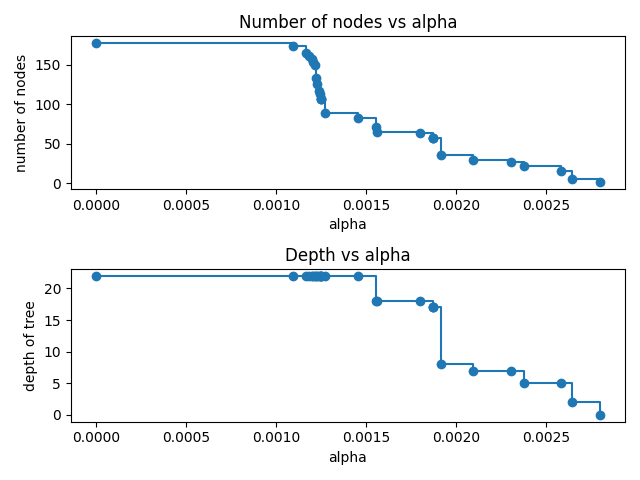 Number of nodes vs alpha
number of nodes
150
100
50
0
0.0000 0.0005 0.0010 0.0015 0.0020 0.0025
alpha
Depth vs alpha
depth of tree
20
15
10
5
0
0.0000 0.0005 0.0010 0.0015 0.0020 0.0025
alpha